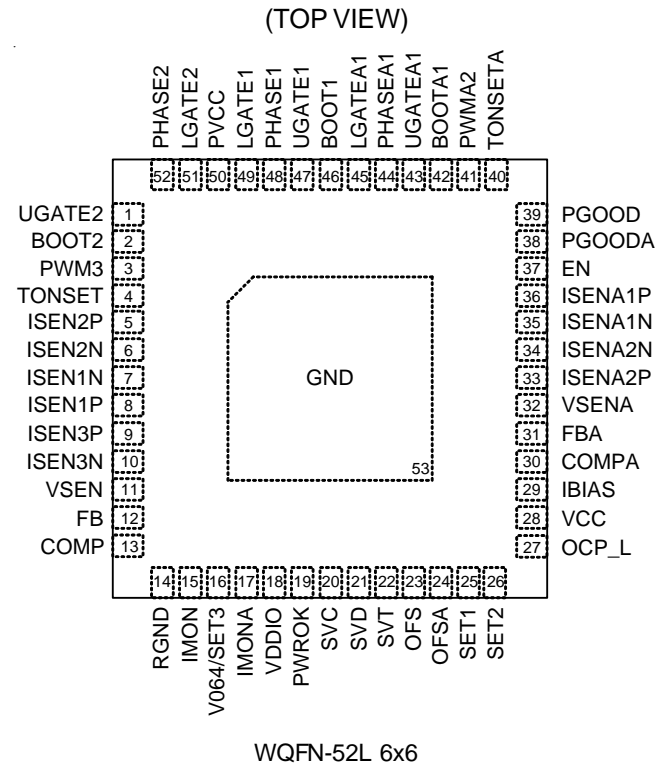 (TOP VIEW)
PHASE2
LGATE2
PVCC
LGATE1
PHASE1
UGATE1
BOOT1
LGATEA1
PHASEA1
UGATEA1
BOOTA1
PWMA2
TONSETA
52 51 50 49 48 47 46 45 44 43 42 41 40
UGATE2 1
BOOT2 2
PWM3 3
TONSET 4
ISEN2P 5
ISEN2N 6
ISEN1N 7
ISEN1P 8
ISEN3P 9
ISEN3N 10
VSEN 11
FB 12
COMP 13
GND
53
39 PGOOD
38 PGOODA
37 EN
36 ISENA1P
35 ISENA1N
34 ISENA2N
33 ISENA2P
32 VSENA
31 FBA
30 COMPA
29 IBIAS
28 VCC
27 OCP_L
14 15 16 17 18 19 20 21 22 23 24 25 26
RGND
IMON
V064/SET3
IMONA
VDDIO
PWROK
SVC
SVD
SVT
OFS
OFSA
SET1
SET2
WQFN-52L 6x6